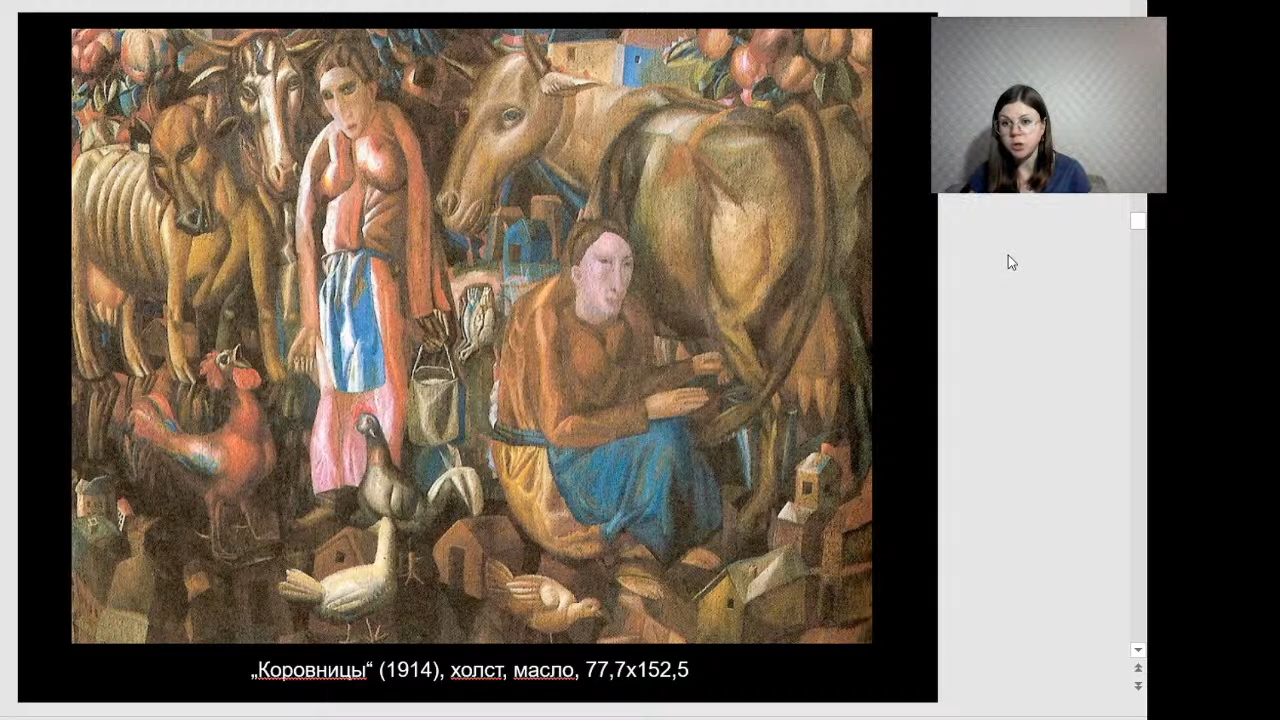 „Коровницы“ (1914), холст, масло, 77,7x152,5